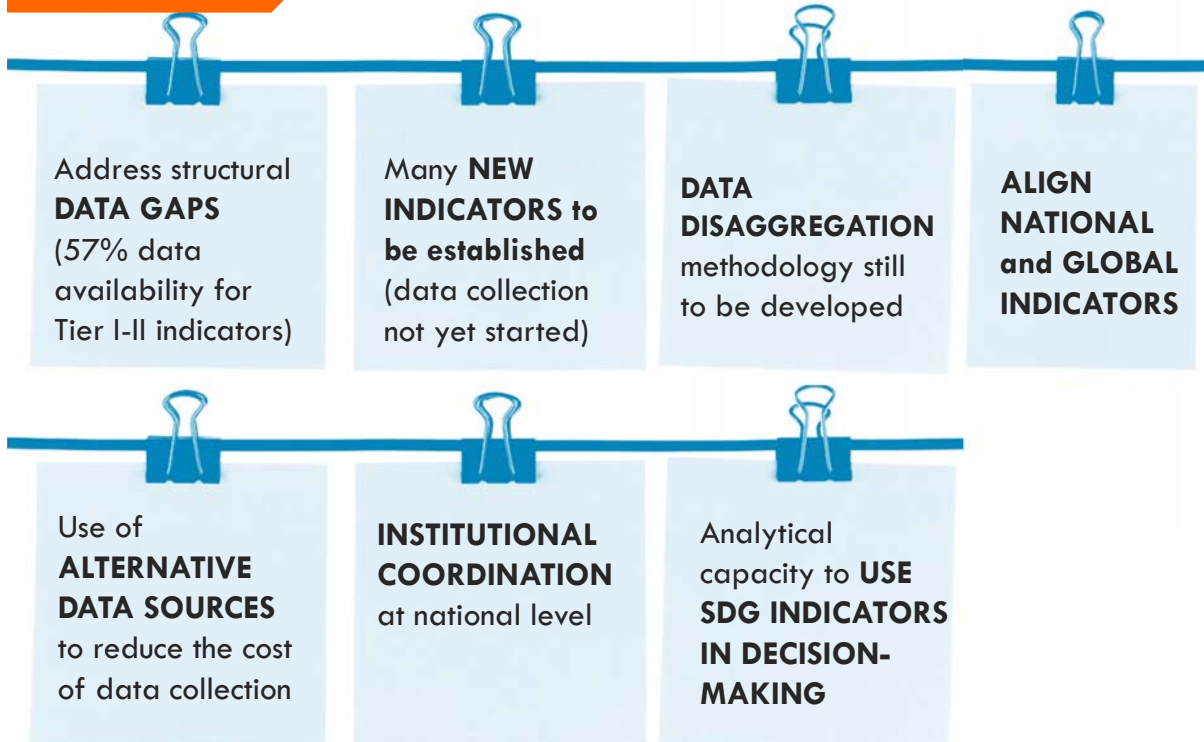 Address structural
DATA GAPS
(57% data
availability for
Tier I-II indicators)
Many NEW
INDICATORS to
be established
(data collection
not yet started)
DATA
DISAGGREGATION
methodology still
to be developed
ALIGN
NATIONAL
and GLOBAL
INDICATORS
Use of
ALTERNATIVE
DATA SOURCES
to reduce the cost
of data collection
INSTITUTIONAL
COORDINATION
at national level
Analytical
capacity to USE
SDG INDICATORS
IN DECISION-
MAKING